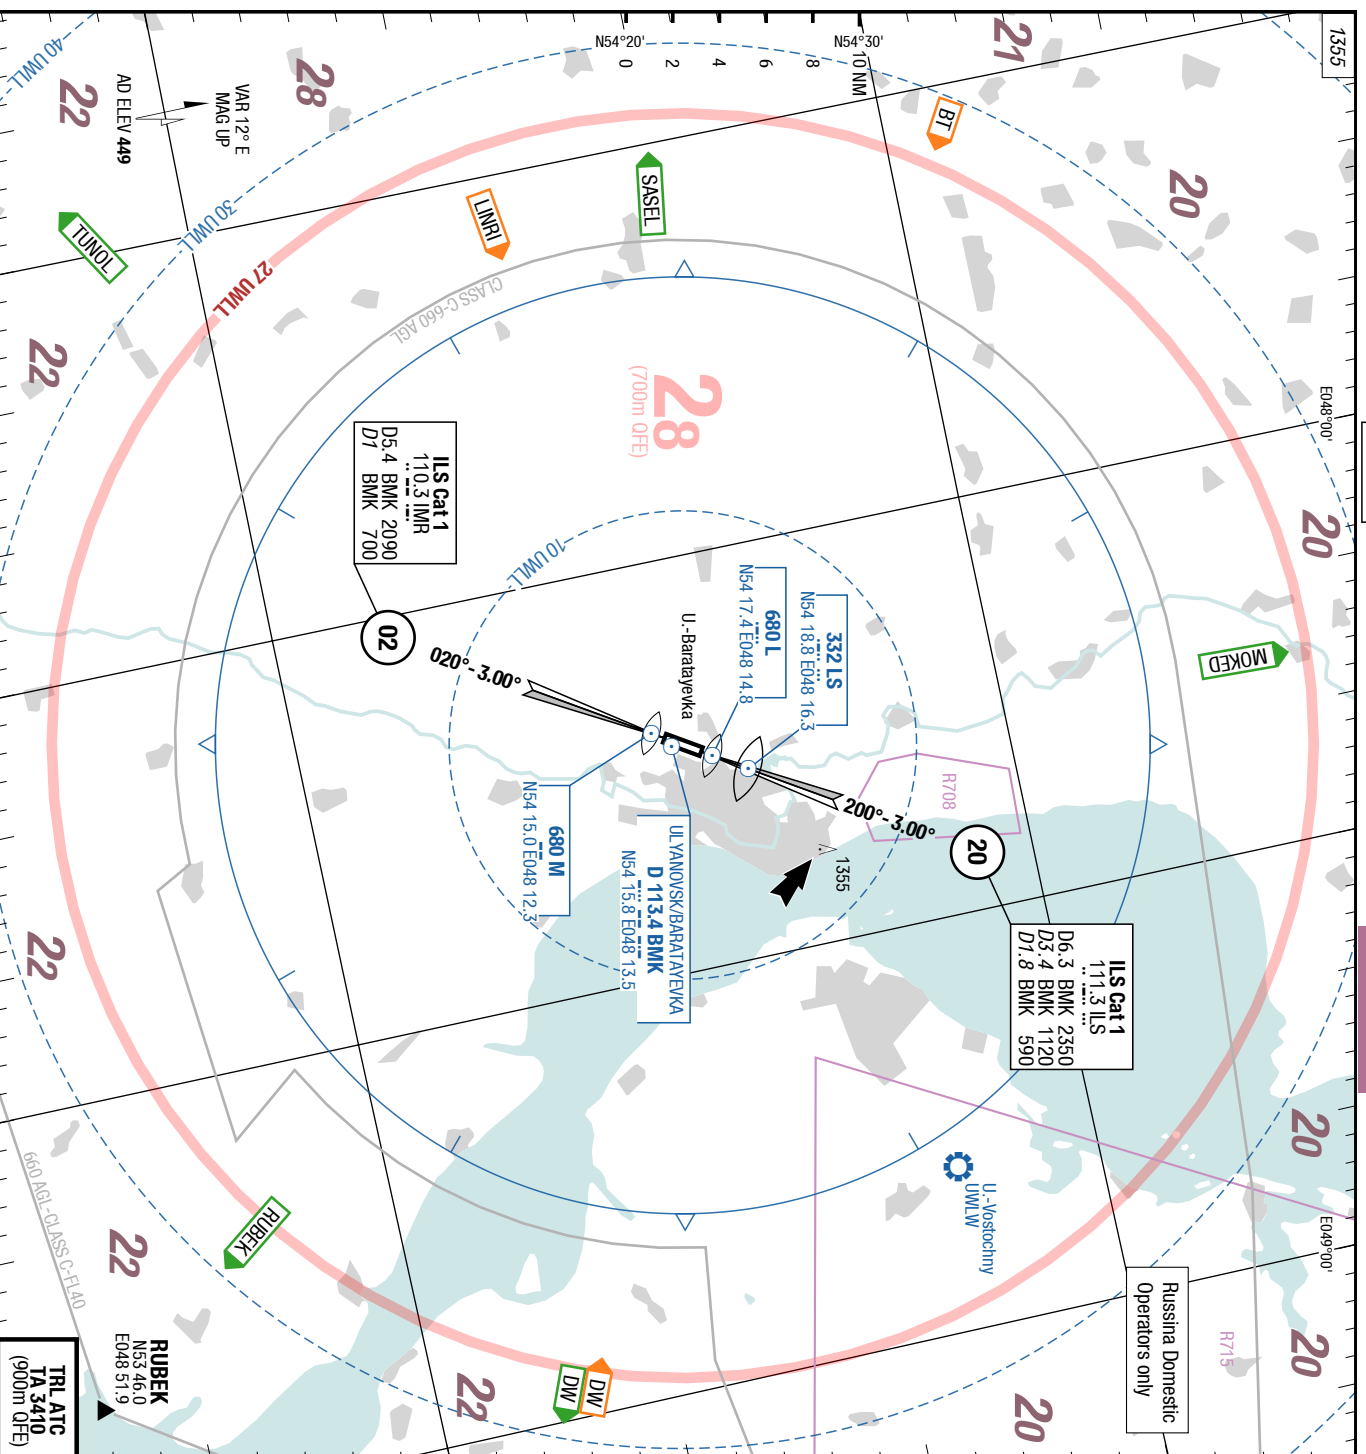 1355
21
20
BT
N54°30'
10 NM
8
6
4
2
0
N54°20'
28
VAR 12° E
MAG UP
AD ELEV 449
22
40 UWLL
30 UWLL
27 UWLL
TUNOL
LINRI
SASEL
CLASS C-660 AGL
22
28
(700m QFE)
E048°00'
20
MOKED
ILS Cat 1
110.3 IMR
D5.4 BMK 2090
D1 BMK 700
02
020°-3.00°
10 UWLL
U.-Baratayevka
332 LS
N54 18.8 E048 16.3
680 L
N54 17.4 E048 14.8
680 M
N54 15.0 E048 12.3
ULYANOVSK/BARATAYEVKA
D 113.4 BMK
N54 15.8 E048 13.5
R708
200°-3.00°
20
1355
ILS Cat 1
111.3 ILS
D6.3 BMK 2350
D3.4 BMK 1120
D1.8 BMK 590
22
20
U.-Vostochny
UWLW
E049°00'
Russina Domestic
Operators only
R715
20
20
RUBEK
22
660 AGL-CLASS C-FL40
DW
DW
22
RUBEK
N53 46.0
E048 51.9
TRL ATC
TA 3410
(900m QFE)